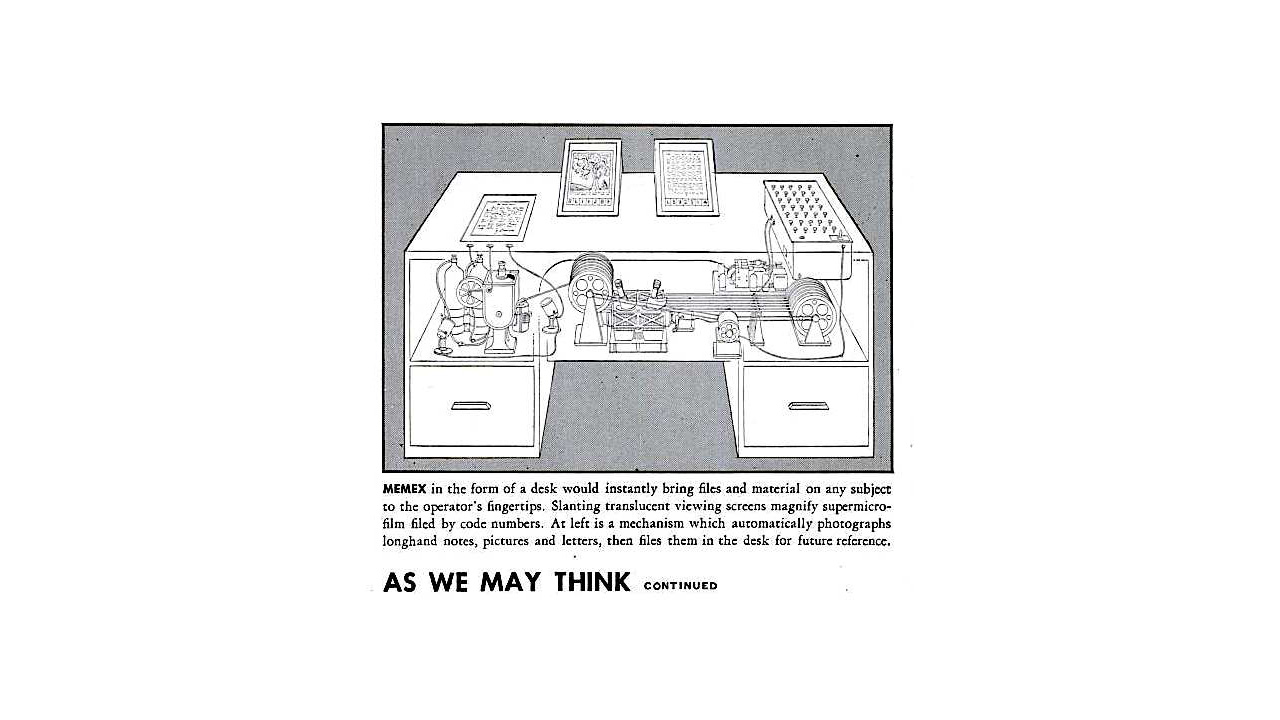 MEMEX in the form of a desk would instantly bring files and material on any subject
to the operator's fingertips. Slanting translucent viewing screens magnify supermicro-
film filed by code numbers. At left is a mechanism which automatically photographs
longhand notes, pictures and letters, then files them in the desk for future reference.
AS WE MAY THINK CONTINUED